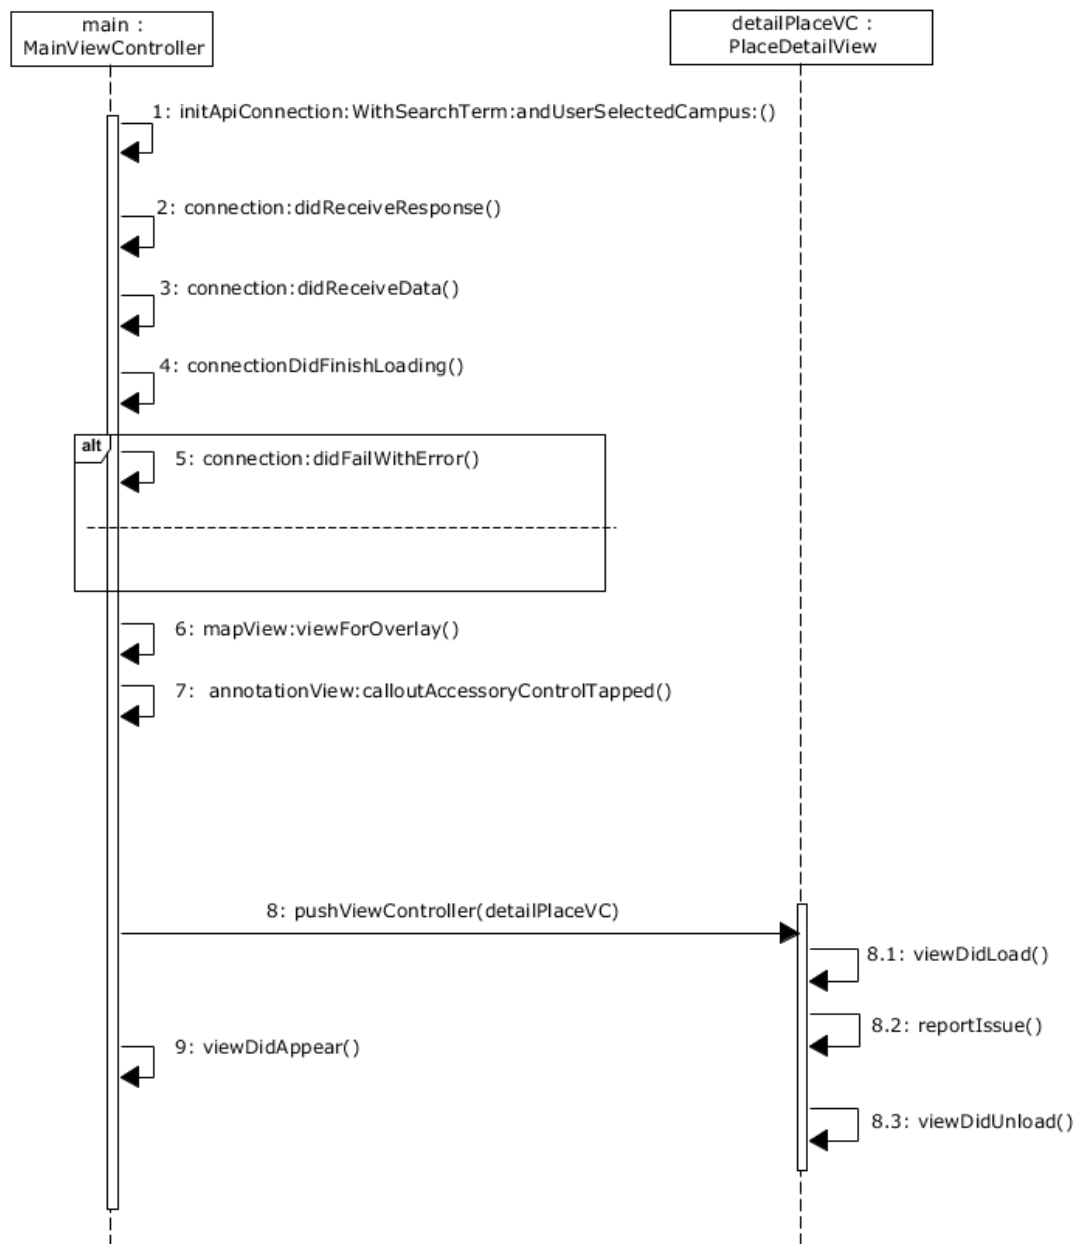 main :
MainViewController
detailPlaceVC :
PlaceDetailView
1: initApiConnection:WithSearchTerm:andUserSelectedCampus:()
2: connection:didReceiveResponse()
3: connection:didReceiveData()
4: connectionDidFinishLoading()
alt
5: connection:didFailWithError()
6: mapView:viewForOverlay()
7: annotationView:calloutAccessoryControlTapped()
8: pushViewController(detailPlaceVC)
8.1: viewDidLoad()
8.2: reportIssue()
9: viewDidAppear()
8.3: viewDidUnload()